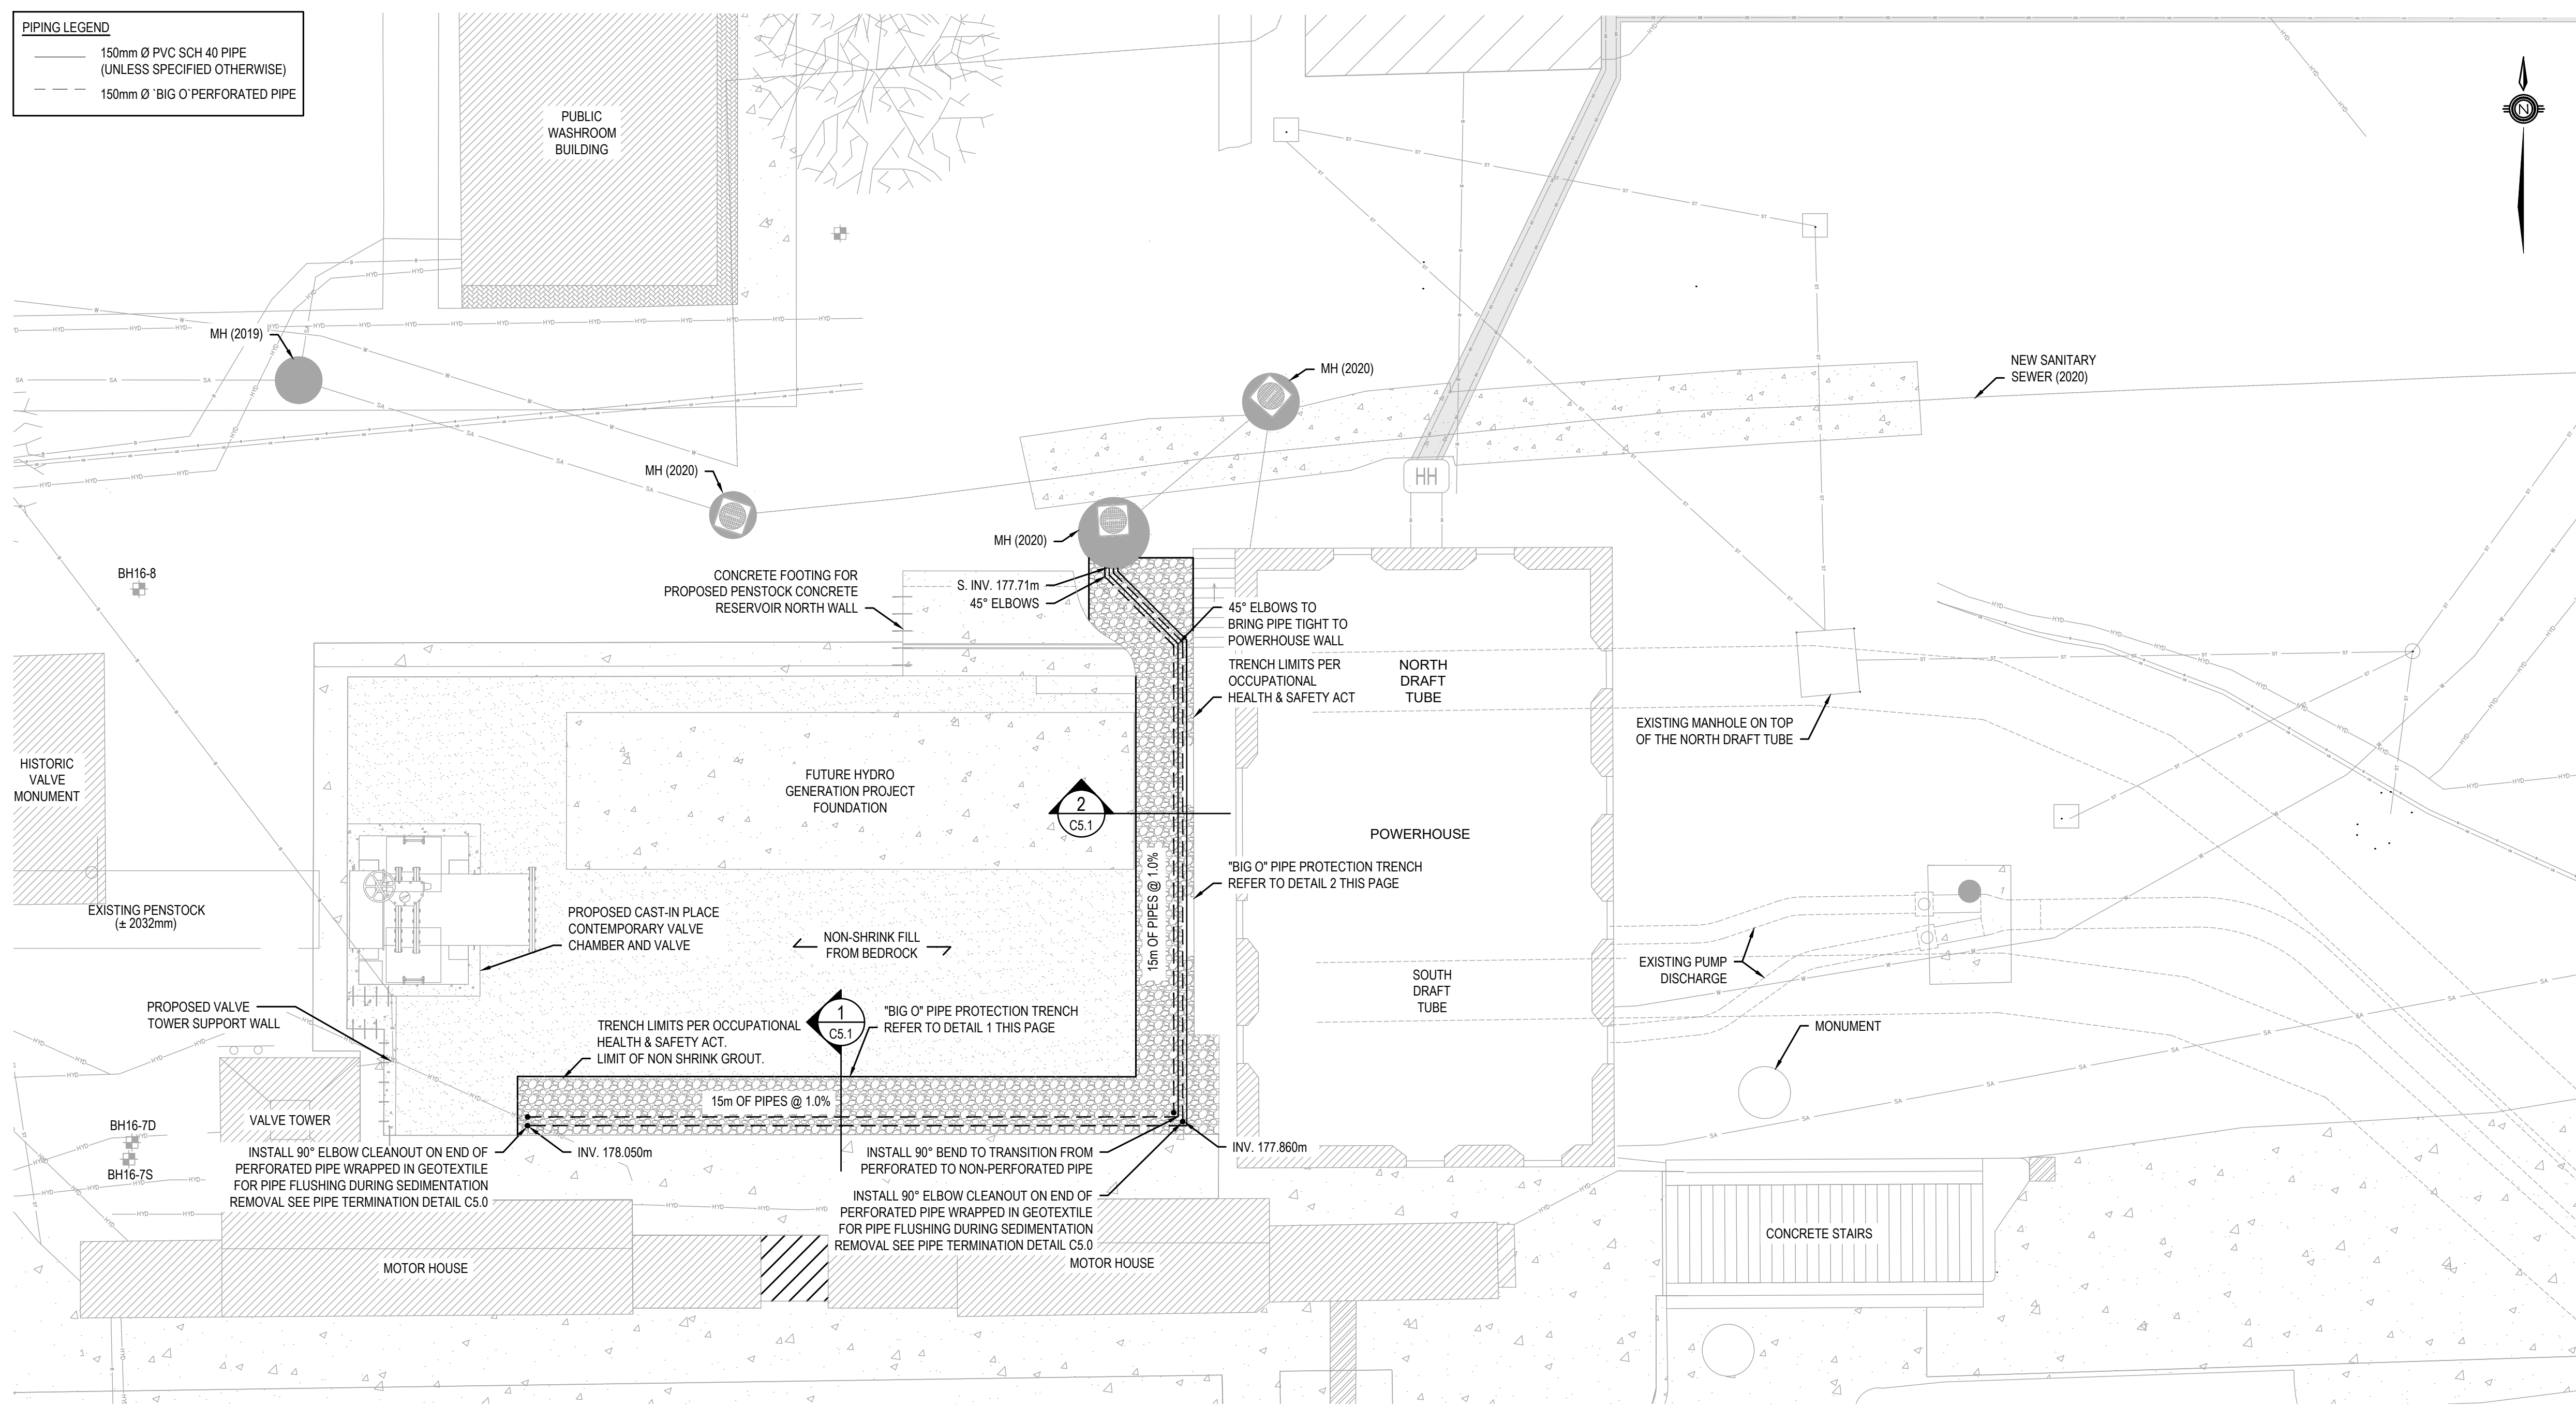 PIPING LEGEND
150mm Ø PVC SCH 40 PIPE
(UNLESS SPECIFIED OTHERWISE)
150mm Ø `BIG O`PERFORATED PIPE
PUBLIC
WASHROOM
BUILDING
N
MH (2019)
MH (2020)
NEW SANITARY
SEWER (2020)
MH (2020)
HH
MH (2020)
BH16-8
CONCRETE FOOTING FOR
PROPOSED PENSTOCK CONCRETE
RESERVOIR NORTH WALL
S. INV. 177.71m
45° ELBOWS
45° ELBOWS TO
BRING PIPE TIGHT TO
POWERHOUSE WALL
TRENCH LIMITS PER
OCCUPATIONAL
HEALTH & SAFETY ACT
NORTH
DRAFT
TUBE
EXISTING MANHOLE ON TOP
OF THE NORTH DRAFT TUBE
HISTORIC
VALVE
MONUMENT
FUTURE HYDRO
GENERATION PROJECT
FOUNDATION
2
C5.1
POWERHOUSE
15m OF PIPES @ 1.0%
"BIG O" PIPE PROTECTION TRENCH
REFER TO DETAIL 2 THIS PAGE
EXISTING PENSTOCK
(± 2032mm)
PROPOSED CAST-IN PLACE
CONTEMPORARY VALVE
CHAMBER AND VALVE
NON-SHRINK FILL
FROM BEDROCK
EXISTING PUMP
DISCHARGE
SOUTH
DRAFT
TUBE
PROPOSED VALVE
TOWER SUPPORT WALL
TRENCH LIMITS PER OCCUPATIONAL
HEALTH & SAFETY ACT.
LIMIT OF NON SHRINK GROUT.
1
C5.1
"BIG O" PIPE PROTECTION TRENCH
REFER TO DETAIL 1 THIS PAGE
MONUMENT
15m OF PIPES @ 1.0%
VALVE TOWER
BH16-7D
BH16-7S
INSTALL 90° ELBOW CLEANOUT ON END OF
PERFORATED PIPE WRAPPED IN GEOTEXTILE
FOR PIPE FLUSHING DURING SEDIMENTATION
REMOVAL SEE PIPE TERMINATION DETAIL C5.0
INV. 178.050m
INSTALL 90° BEND TO TRANSITION FROM
PERFORATED TO NON-PERFORATED PIPE
INV. 177.860m
INSTALL 90° ELBOW CLEANOUT ON END OF
PERFORATED PIPE WRAPPED IN GEOTEXTILE
FOR PIPE FLUSHING DURING SEDIMENTATION
REMOVAL SEE PIPE TERMINATION DETAIL C5.0
MOTOR HOUSE
MOTOR HOUSE
CONCRETE STAIRS